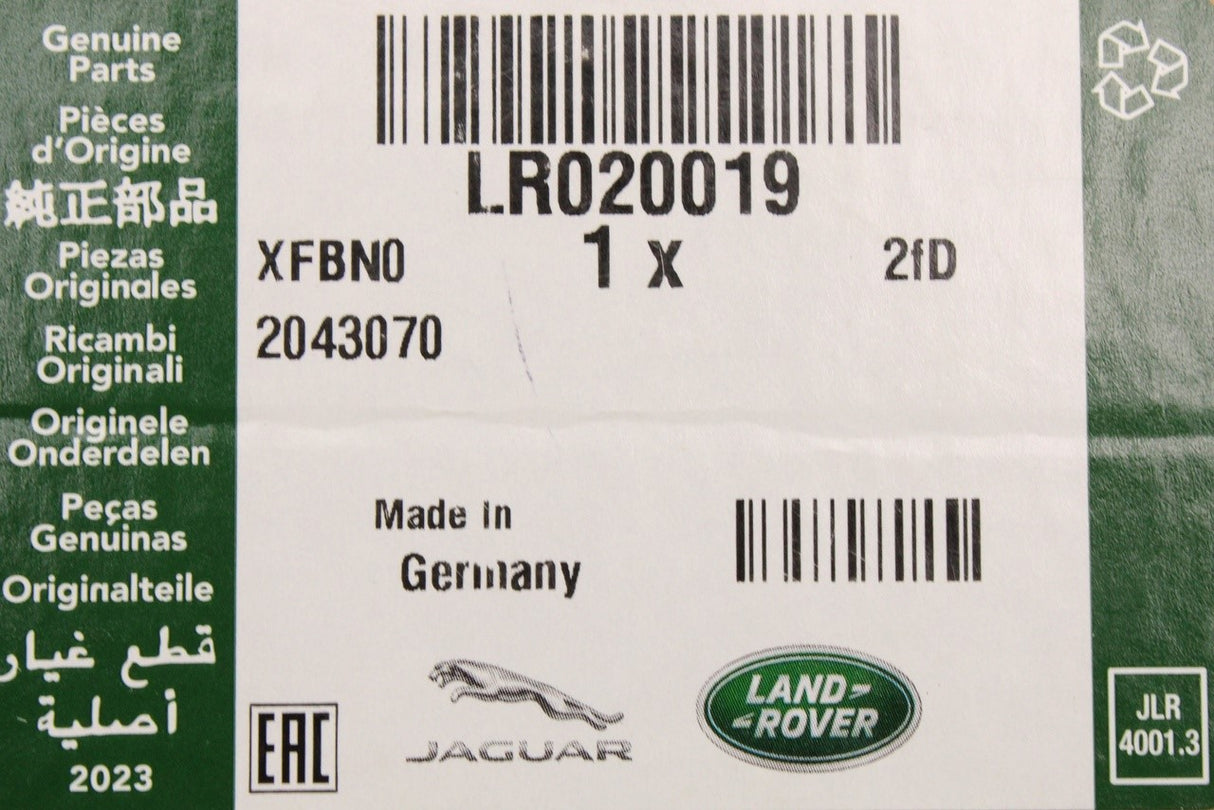 Genuine
Parts
Pièces
d'Origine
純正部品
Piezas
Originales
Ricambi
Originali
Originele
Onderdelen
Peças
Genuinas
Originalteile
قطع غيار
أصلية
2023
LR020019
XFBN0 1 x 2fD
2043070
Made in
Germany
EAC
JAGUAR
LAND-
-ROVER
JLR
4001.3